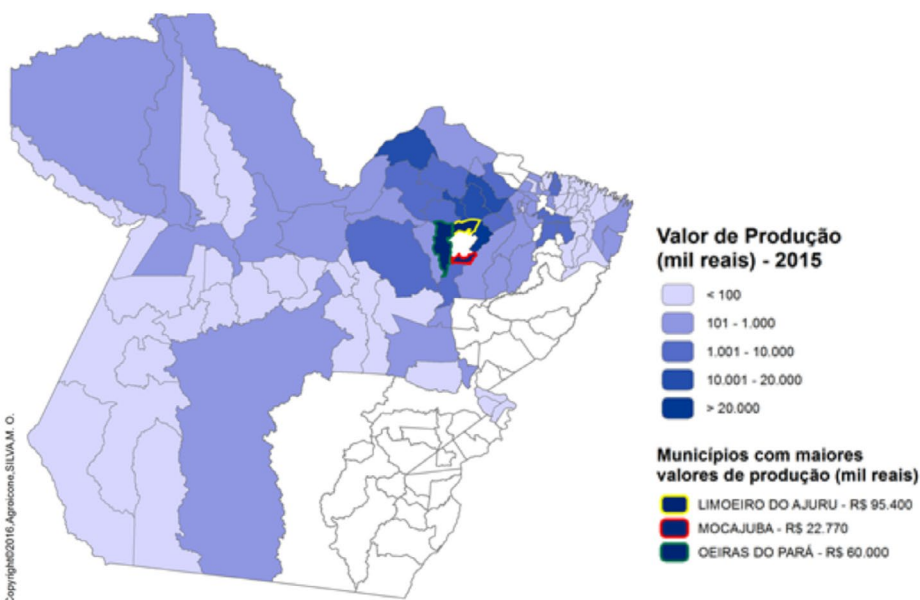 Valor de Produção
(mil reais) - 2015
< 100
101 - 1.000
1.001 - 10.000
10.001 - 20.000
> 20.000
Municípios com maiores
valores de produção (mil reais)
LIMOEIRO DO AJURU - R$ 95.400
MOCAJUBA - R$ 22.770
OEIRAS DO PARÁ - R$ 60.000
Copyright©2016,Agroicone,SILVA,M. O.